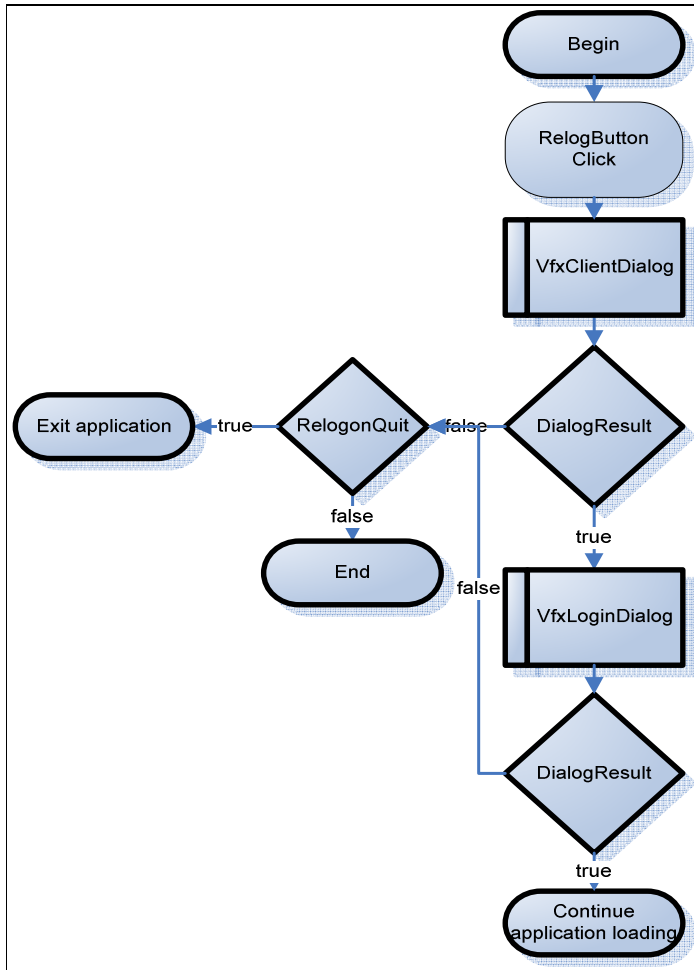 Begin
RelogButton
Click
VfxClientDialog
DialogResult
false
RelogonQuit
true
Exit application
false
End
true
false
VfxLoginDialog
DialogResult
true
Continue
application loading